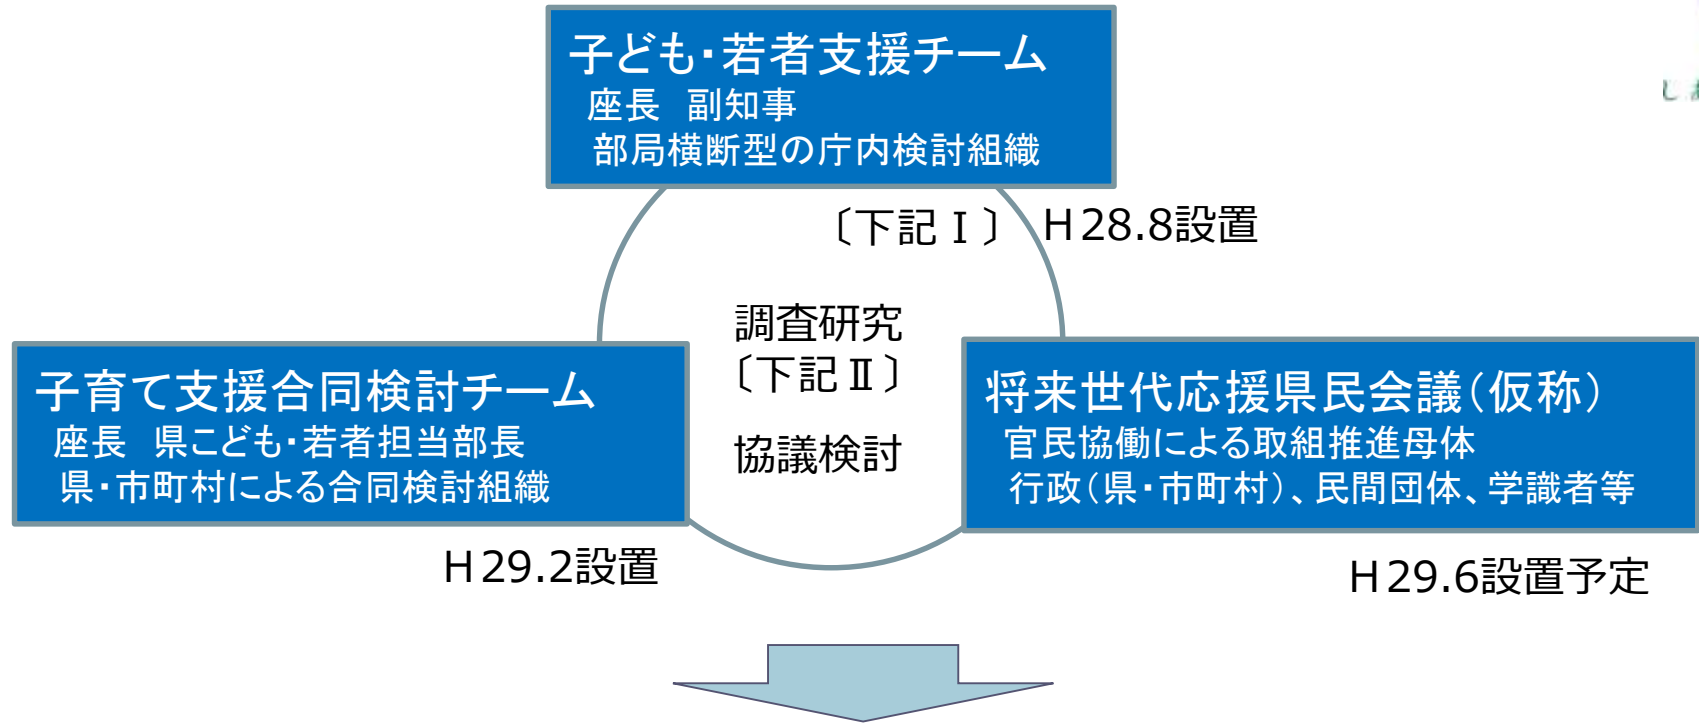 子ども・若者支援チーム
座長　副知事
部局横断型の庁内検討組織
〔下記Ⅰ〕
H28.8設置
調査研究
〔下記Ⅱ〕
協議検討
子育て支援合同検討チーム
座長　県こども・若者担当部長
県・市町村による合同検討組織
H29.2設置
将来世代応援県民会議(仮称)
官民協働による取組推進母体
行政(県・市町村)、民間団体、学識者等
H29.6設置予定